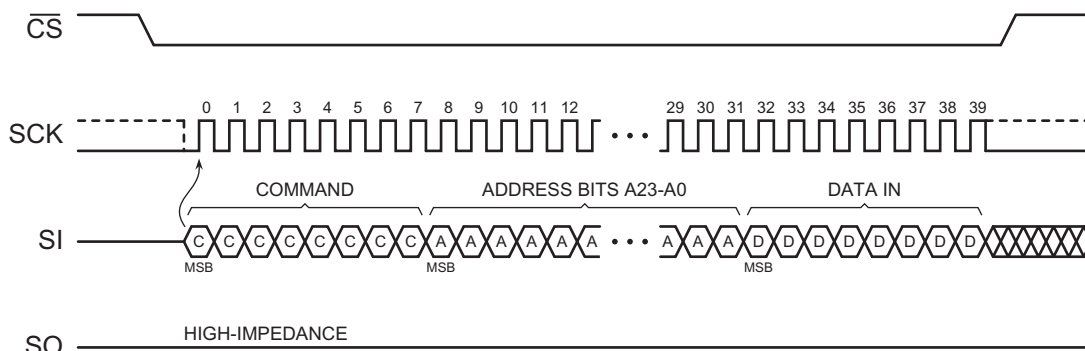 CS
0 1 2 3 4 5 6 7 8 9 10 11 12 29 30 31 32 33 34 35 36 37 38 39
SCK
COMMAND ADDRESS BITS A23-A0 DATA IN
SI C C C C C C C C A A A A A A A A A D D D D D D D D
MSB MSB MSB
HIGH-IMPEDANCE
SO